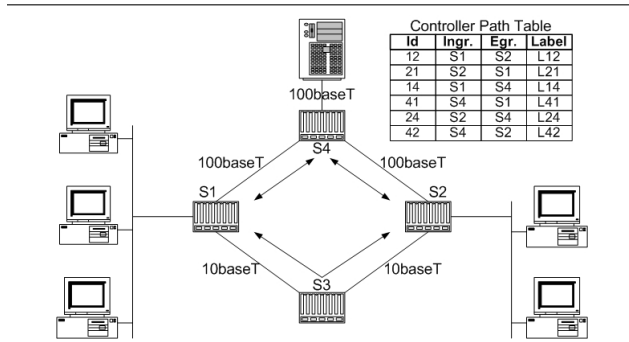 Controller Path Table
Id Ingr. Egr. Label
12 S1 S2 L12
21 S2 S1 L21
14 S1 S4 L14
41 S4 S1 L41
24 S2 S4 L24
42 S4 S2 L42
100baseT
S4
100baseT 100baseT
S1 S2
10baseT 10baseT
S3